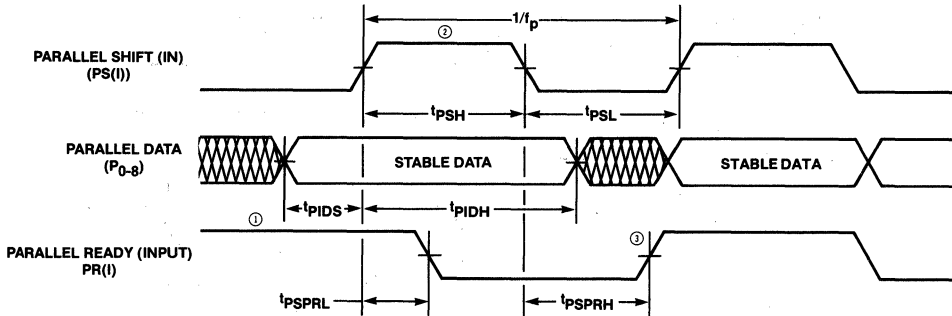 1/fp
②
PARALLEL SHIFT (IN)
(PS(I))
tPSH
tPSL
PARALLEL DATA
(P0-8)
STABLE DATA
STABLE DATA
tPIDS
tPIDH
①
③
PARALLEL READY (INPUT)
PR(I)
tPSPRL
tPSPRH